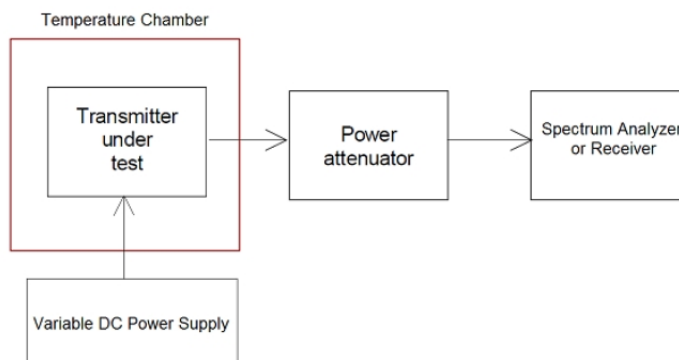 Temperature Chamber
Transmitter
under
test
Power
attenuator
Spectrum Analyzer
or Receiver
Variable DC Power Supply